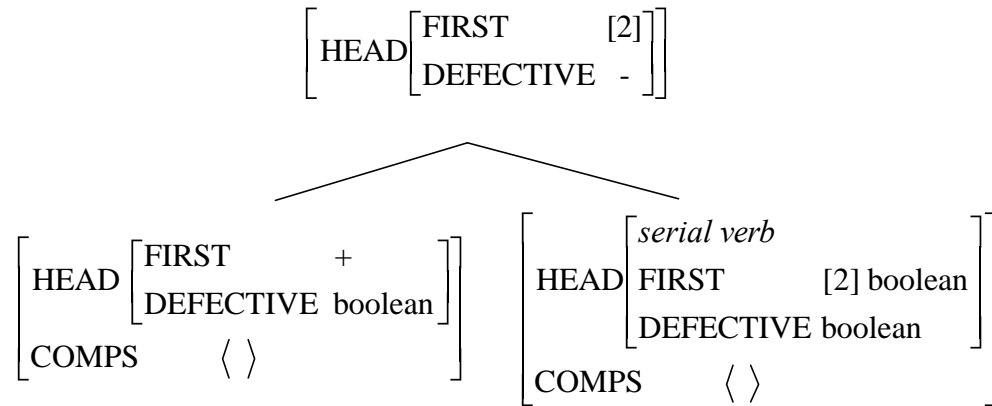 HEAD FIRST [2]
DEFECTIVE -
HEAD FIRST +
DEFECTIVE boolean
COMPS ⟨ ⟩
serial verb
HEAD FIRST [2] boolean
DEFECTIVE boolean
COMPS ⟨ ⟩